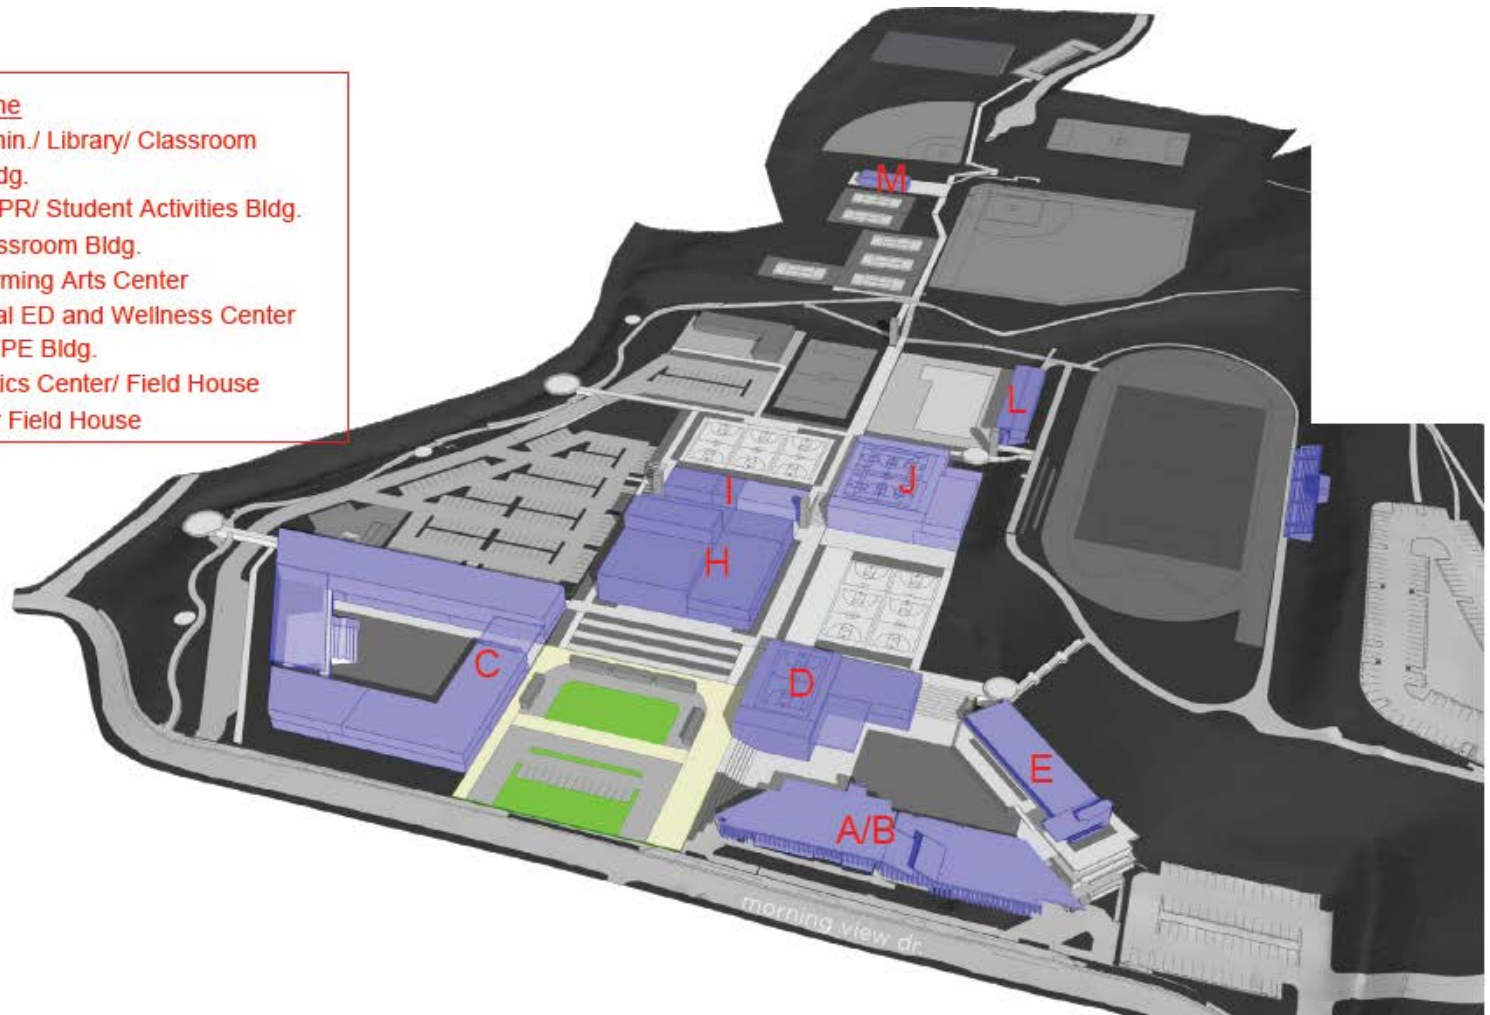 ne
nin./ Library/ Classroom
dg.
PR/ Student Activities Bldg.
ssroom Bldg.
rming Arts Center
al ED and Wellness Center
PE Bldg.
ics Center/ Field House
r Field House
M
L
I
J
H
C
D
E
A/B
morning view dr.